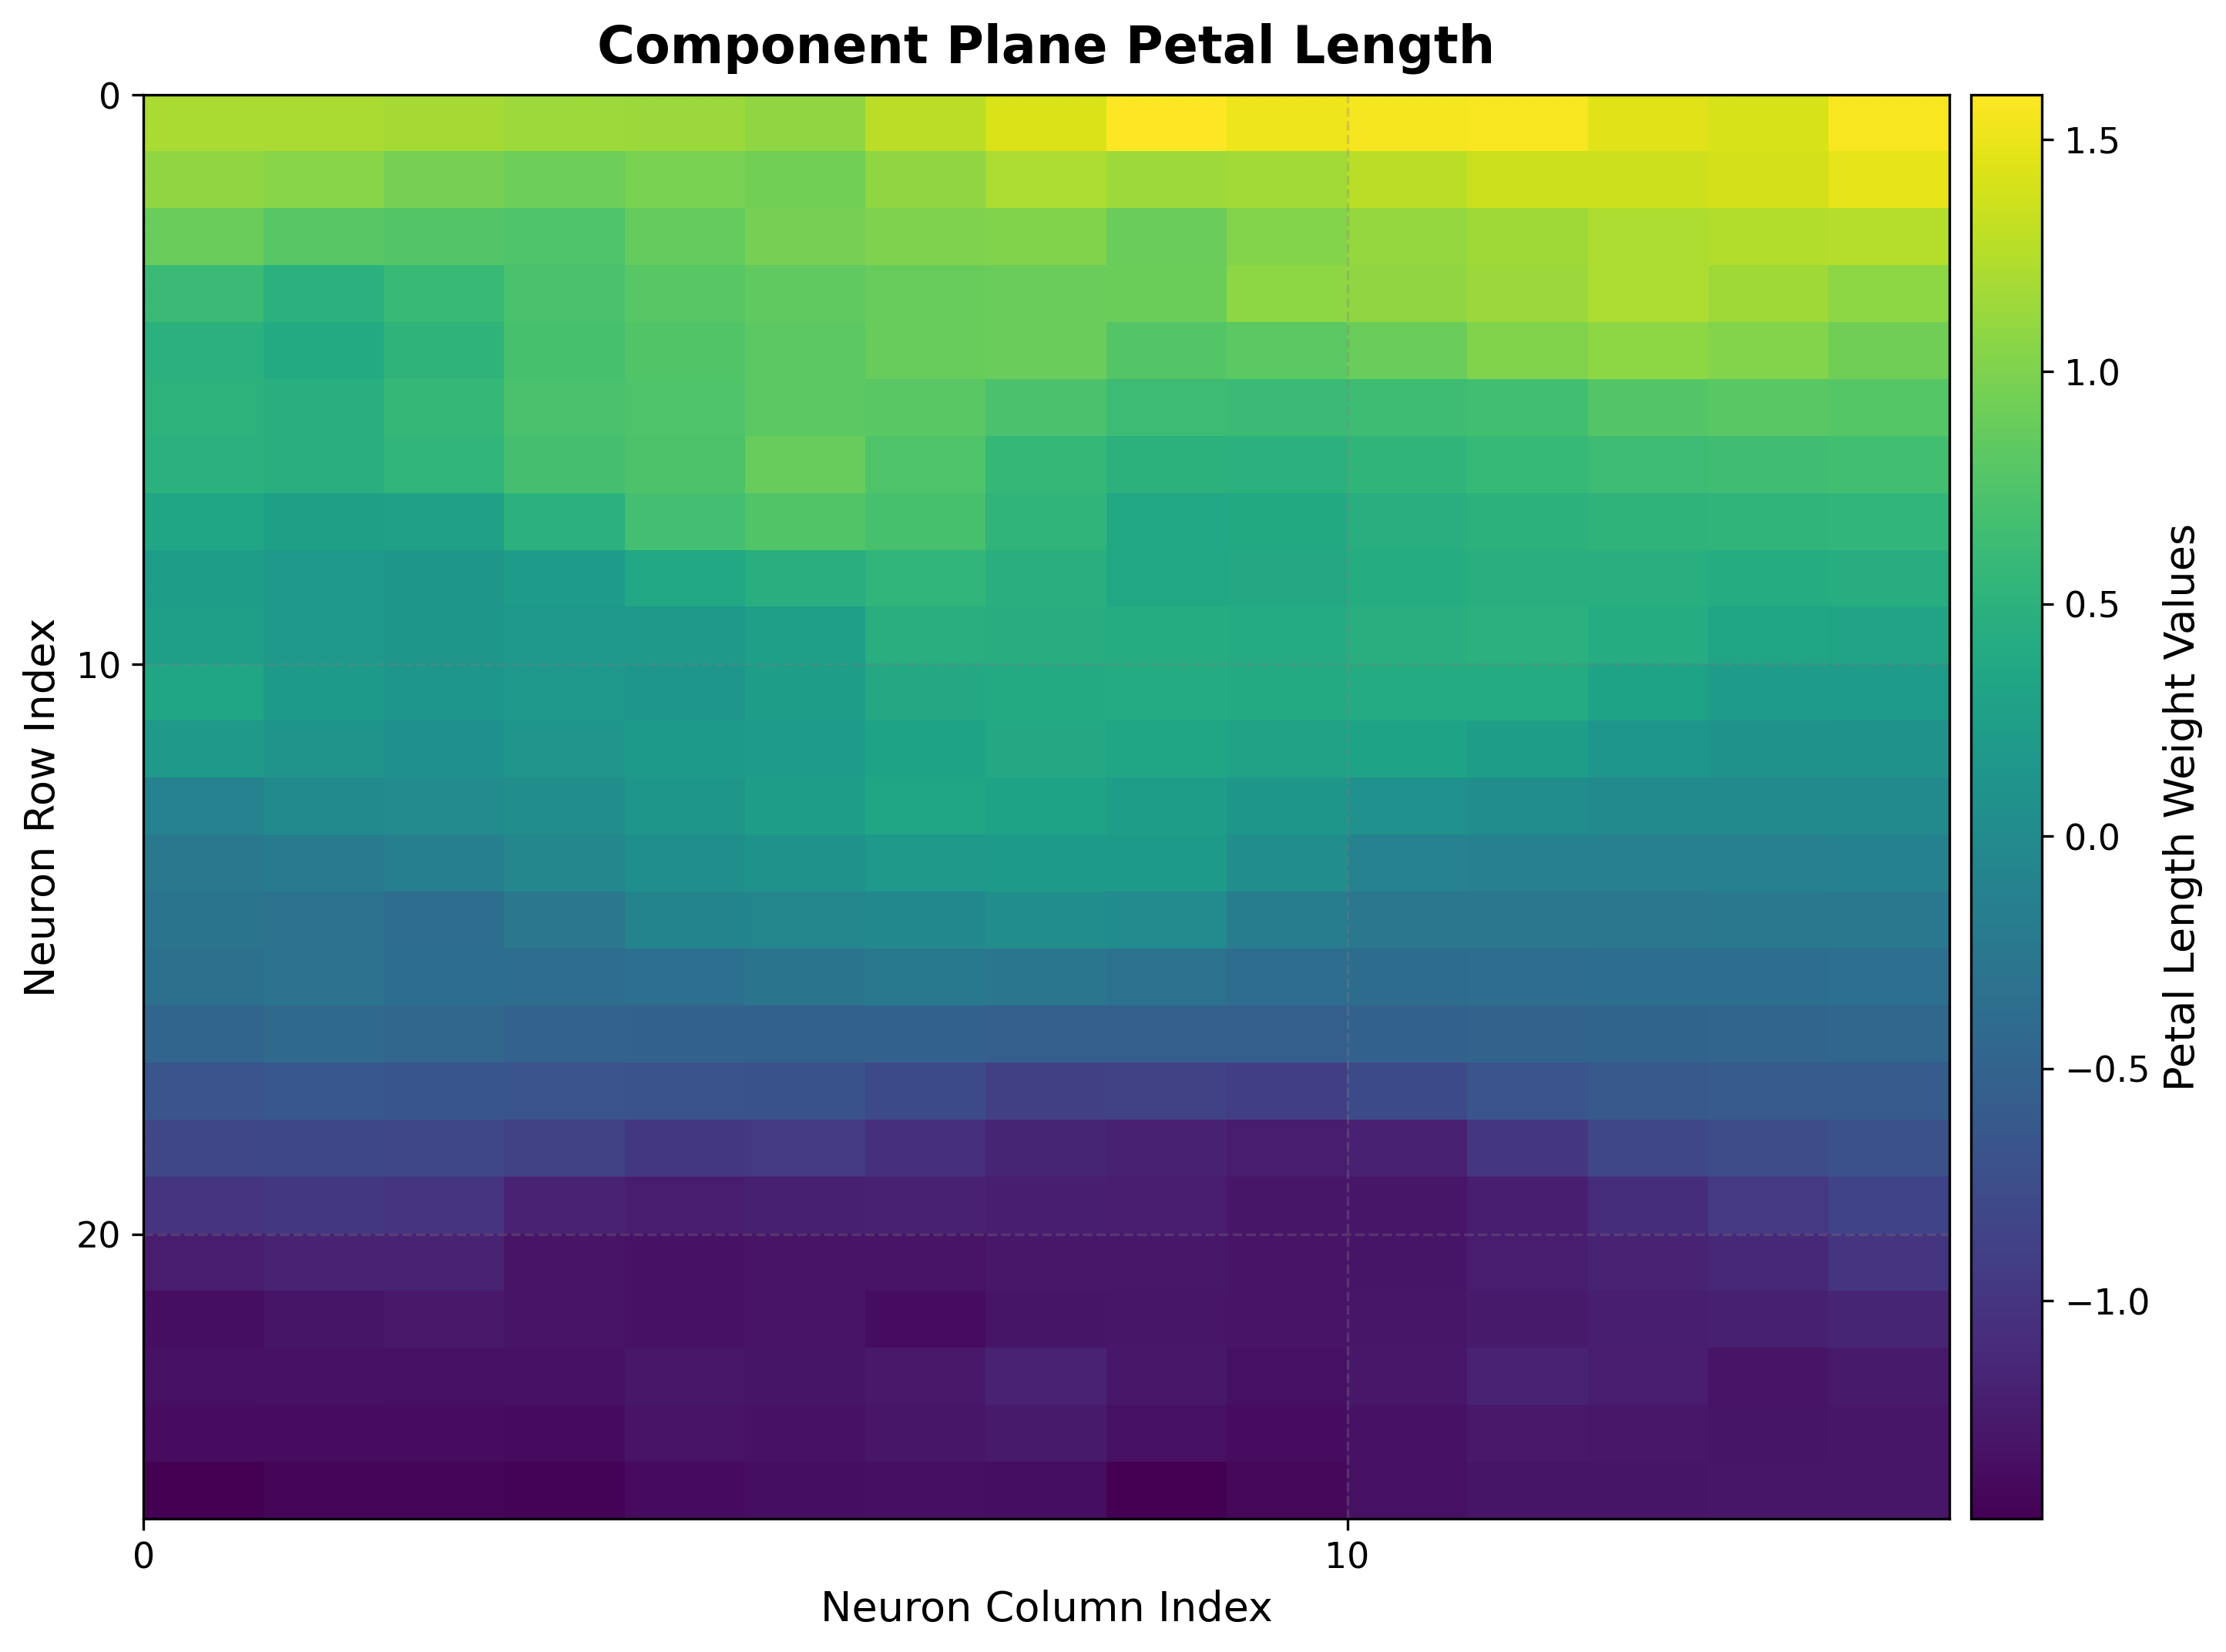 Component Plane Petal Length
0
10
20
Neuron Row Index
0
10
Neuron Column Index
1.5
1.0
0.5
0.0
−0.5
−1.0
Petal Length Weight Values